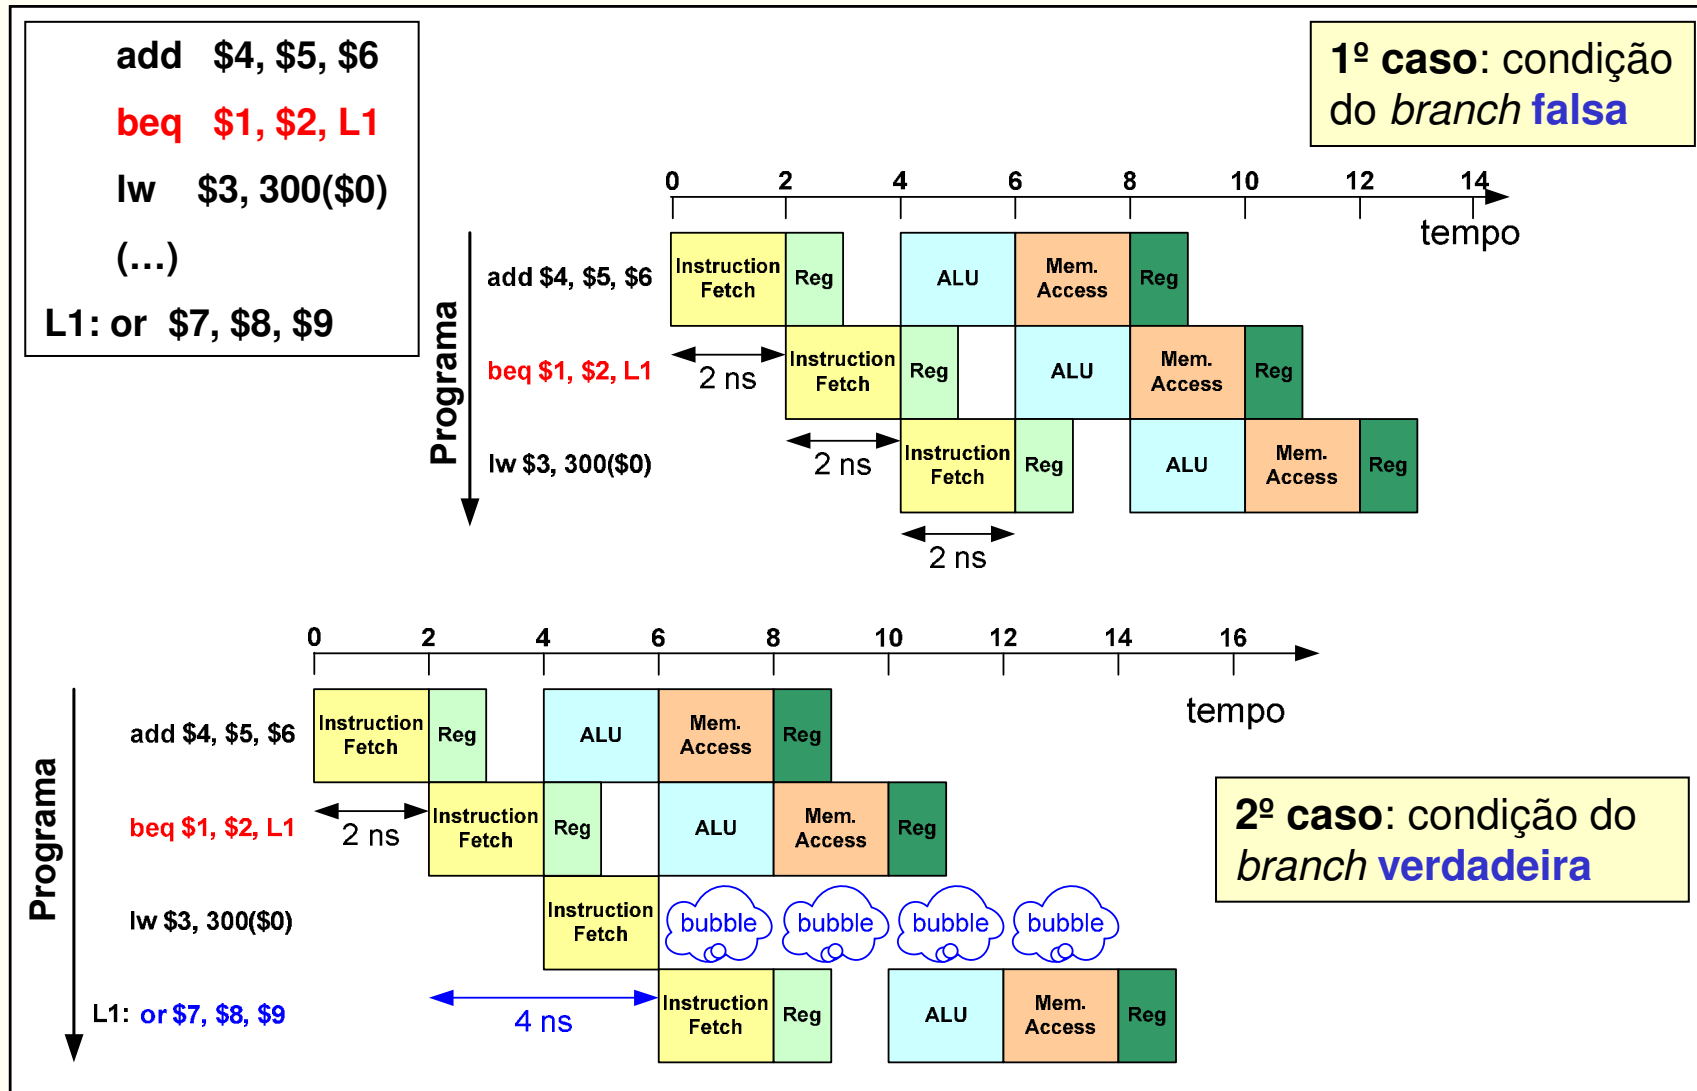 add $4, $5, $6
beq $1, $2, L1
lw $3, 300($0)
(...)
L1: or $7, $8, $9
1º caso: condição
do branch falsa
0 2 4 6 8 10 12 14
tempo
Programa
add $4, $5, $6
Instruction
Fetch
Reg
ALU
Mem.
Access
Reg
2 ns
beq $1, $2, L1
Instruction
Fetch
Reg
ALU
Mem.
Access
Reg
2 ns
lw $3, 300($0)
Instruction
Fetch
Reg
ALU
Mem.
Access
Reg
2 ns
0 2 4 6 8 10 12 14 16
tempo
Programa
add $4, $5, $6
Instruction
Fetch
Reg
ALU
Mem.
Access
Reg
2 ns
beq $1, $2, L1
Instruction
Fetch
Reg
ALU
Mem.
Access
Reg
2º caso: condição do
branch verdadeira
lw $3, 300($0)
Instruction
Fetch
bubble
bubble
bubble
bubble
L1: or $7, $8, $9
4 ns
Instruction
Fetch
Reg
ALU
Mem.
Access
Reg